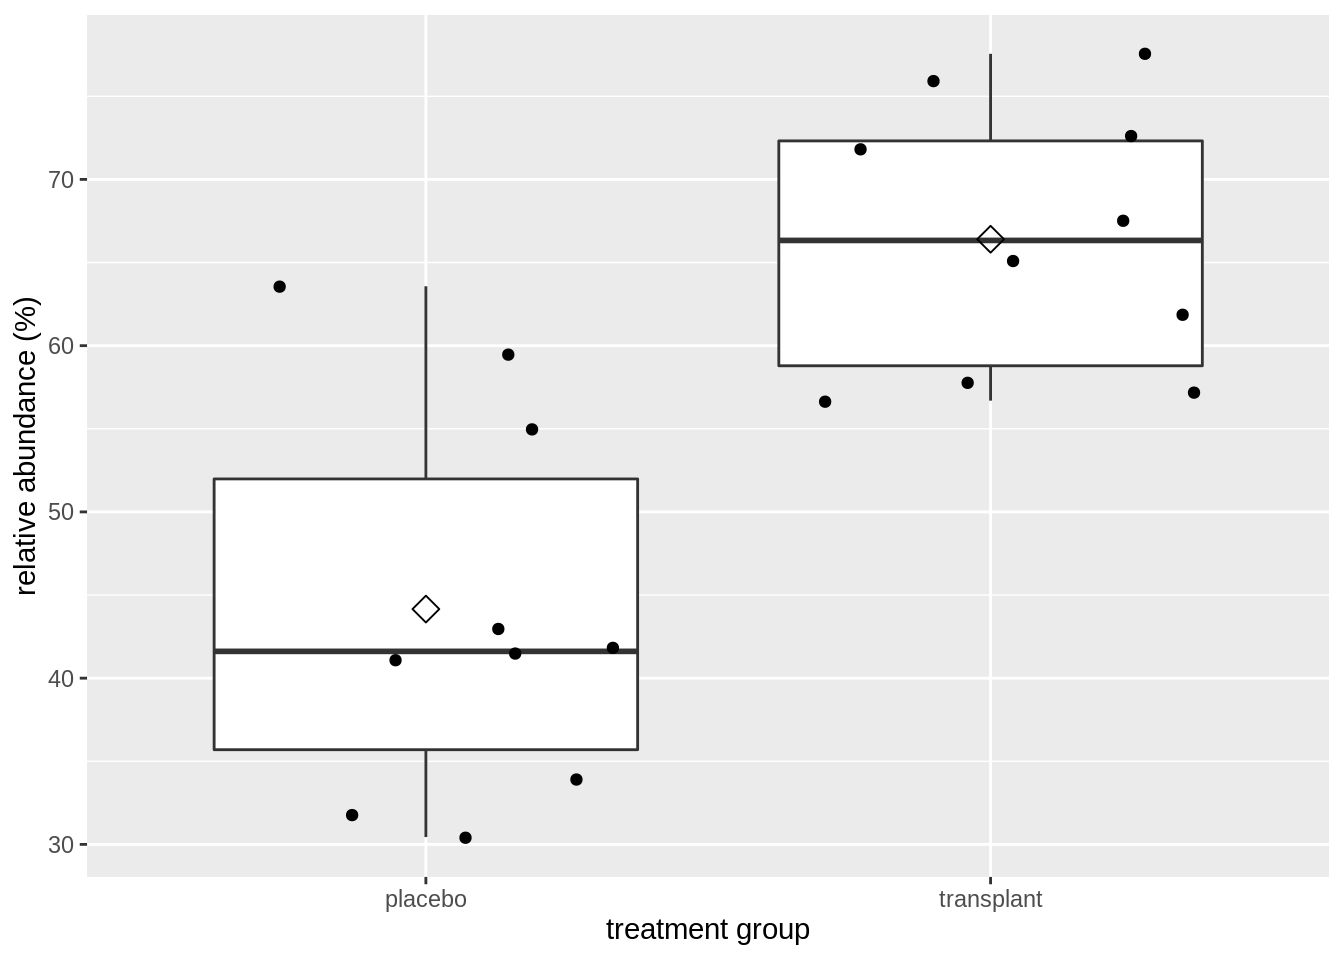 relative abundance (%)
70
60
50
40
30
placebo
transplant
treatment group